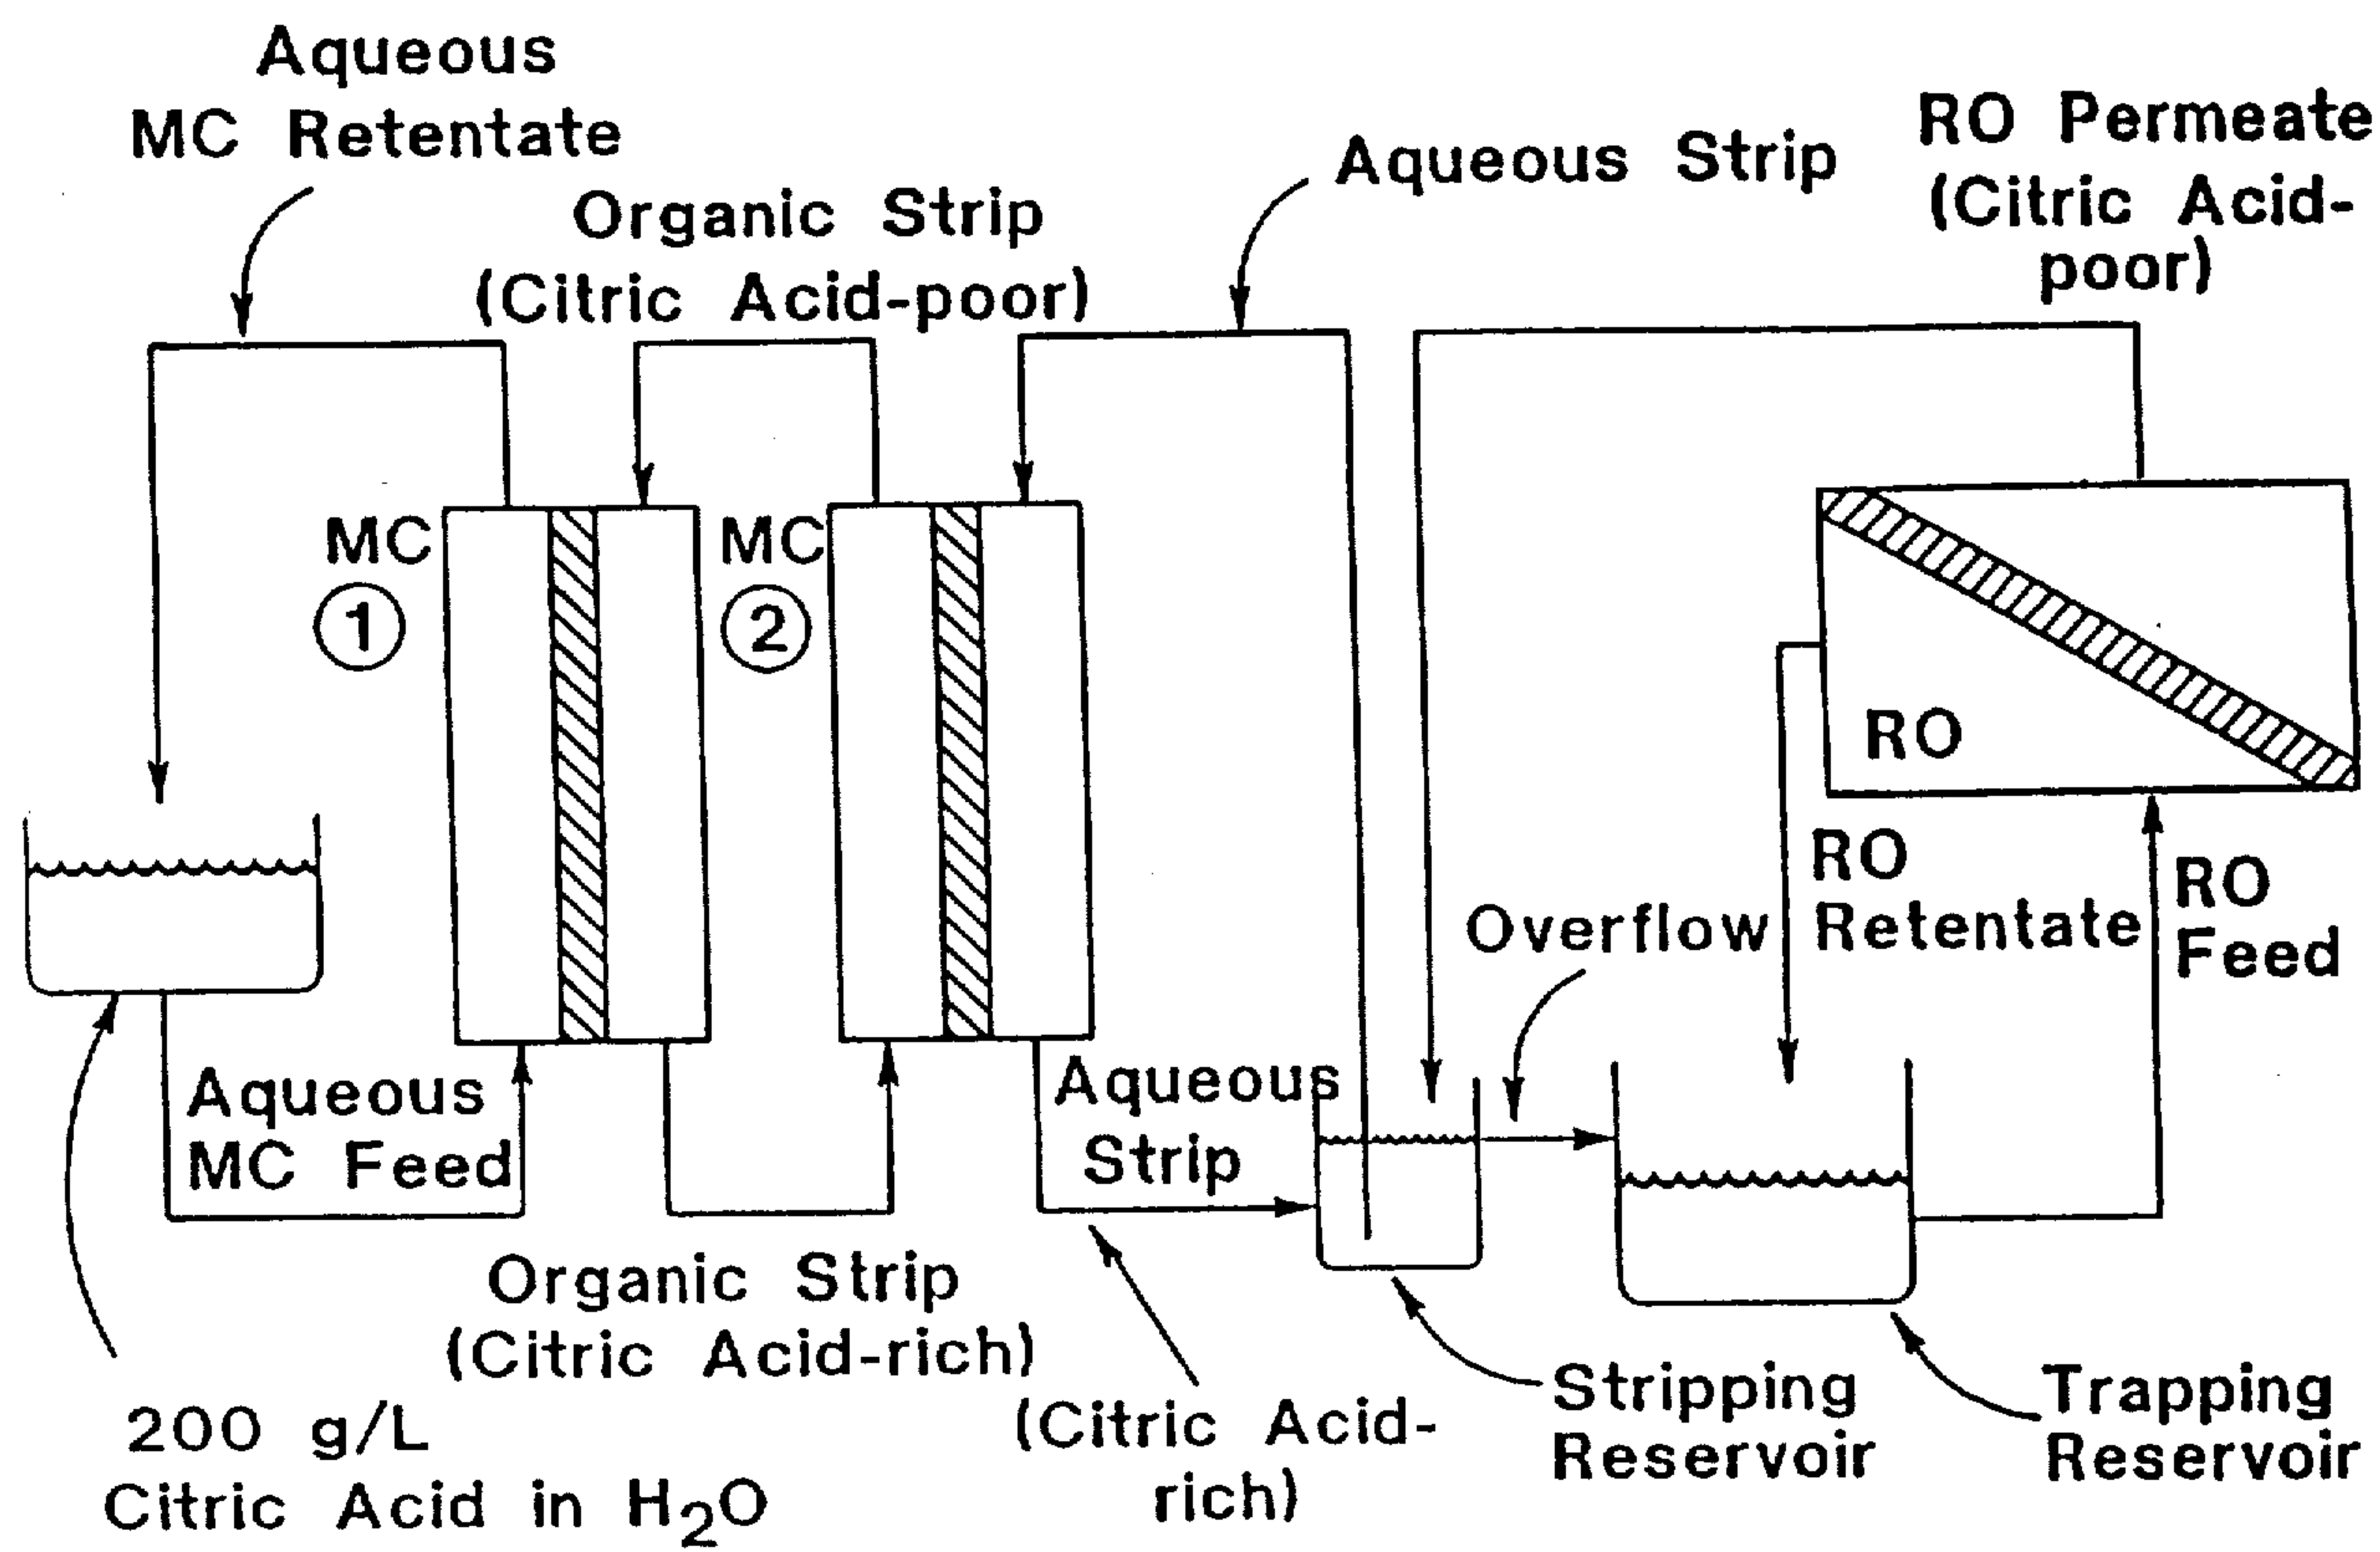 Aqueous
MC Retentate
Organic Strip
(Citric Acid-poor)
Aqueous Strip
RO Permeate
(Citric Acid-
poor)
MC
1
MC
2
RO
RO
Retentate
RO
Feed
Overflow
Aqueous
MC Feed
Aqueous
Strip
Organic Strip
(Citric Acid-rich)
200 g/L
Citric Acid in H₂O
(Citric Acid-
rich)
Stripping
Reservoir
Trapping
Reservoir